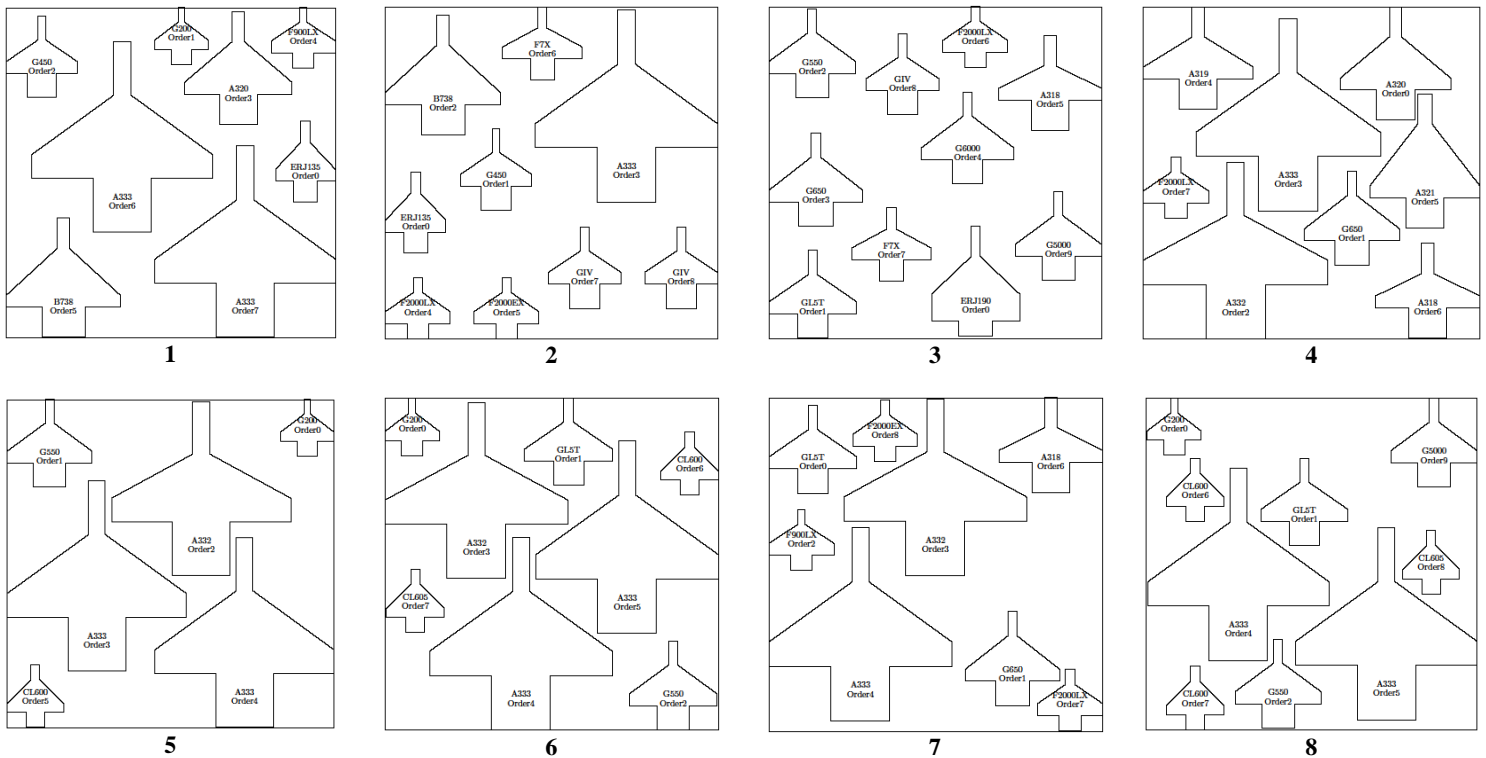 G450
Order2
G200
Order1
A320
Order3
F900LX
Order4
A333
Order6
ERJ135
Order0
B738
Order5
A333
Order7
1
B738
Order2
F7X
Order6
A333
Order3
G450
Order1
ERJ135
Order0
F2000LX
Order4
F2000EX
Order5
GIV
Order7
GIV
Order8
2
G550
Order2
GIV
Order8
F2000LX
Order6
A318
Order5
G6000
Order4
G650
Order3
F7X
Order7
G5000
Order9
GL5T
Order1
ERJ190
Order0
3
A319
Order4
A320
Order0
A333
Order3
F2000LX
Order7
A321
Order5
G650
Order1
A332
Order2
A318
Order6
4
G550
Order1
G200
Order0
A332
Order2
A333
Order3
CL600
Order5
A333
Order4
5
G200
Order0
GL5T
Order1
CL600
Order6
A332
Order3
CL605
Order7
A333
Order5
A333
Order4
G550
Order2
6
GL5T
Order0
F2000EX
Order8
A318
Order6
F900LX
Order2
A332
Order3
A333
Order4
G650
Order1
F2000LX
Order7
7
G200
Order0
G5000
Order9
CL600
Order6
GL5T
Order1
CL605
Order8
A333
Order4
CL600
Order7
G550
Order2
A333
Order5
8